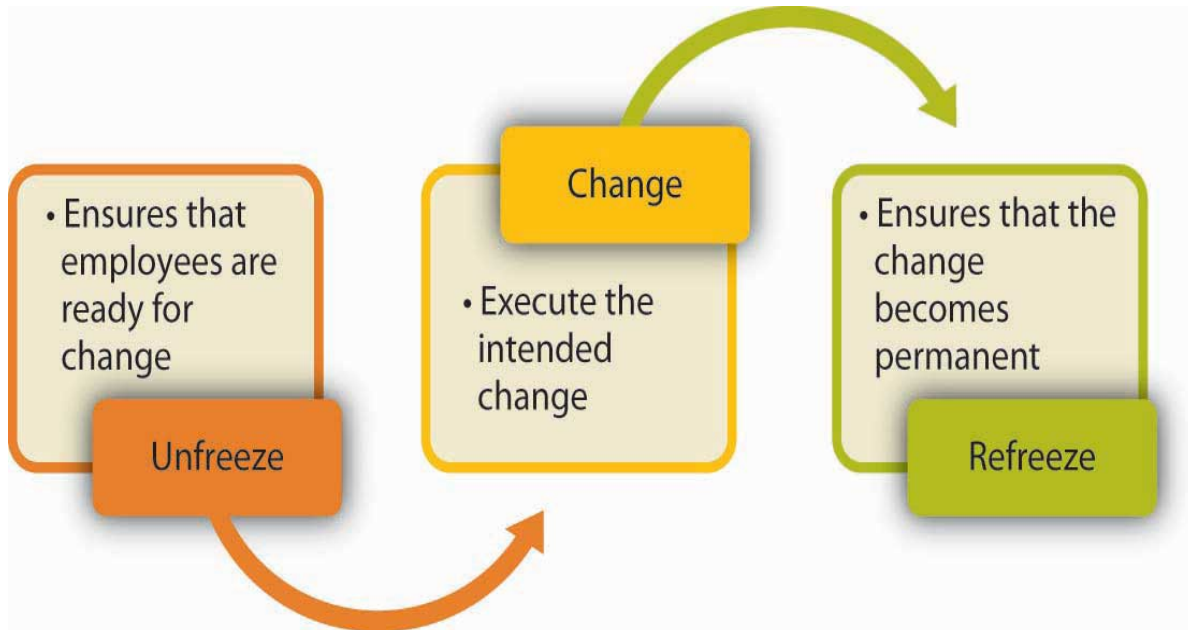 • Ensures that
employees are
ready for
change
Unfreeze
Change
• Execute the
intended
change
• Ensures that the
change
becomes
permanent
Refreeze